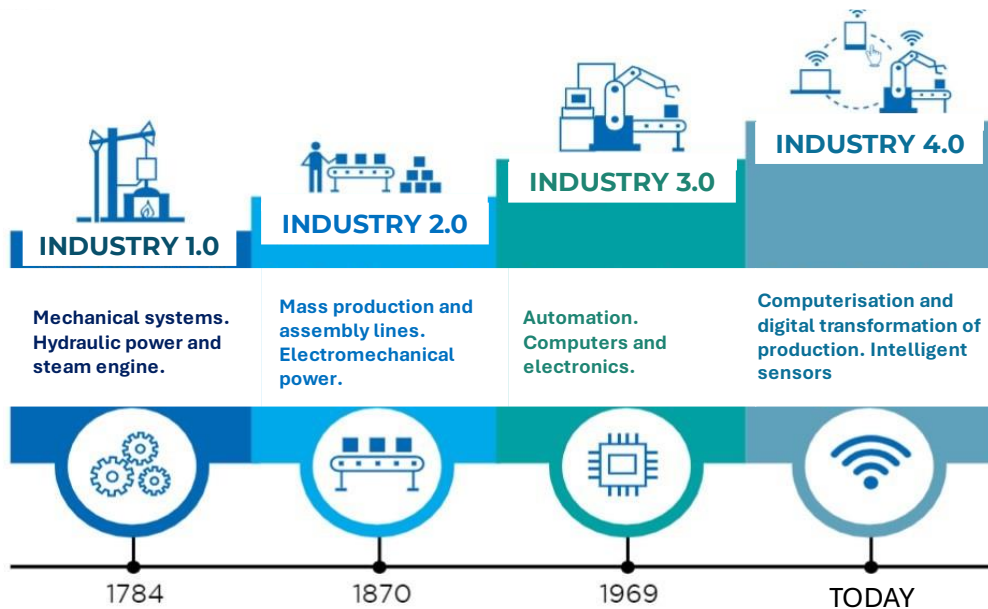 INDUSTRY 1.0
INDUSTRY 2.0
INDUSTRY 3.0
INDUSTRY 4.0
Mechanical systems.
Hydraulic power and
steam engine.
Mass production and
assembly lines.
Electromechanical
power.
Automation.
Computers and
electronics.
Computerisation and
digital transformation of
production. Intelligent
sensors
1784
1870
1969
TODAY